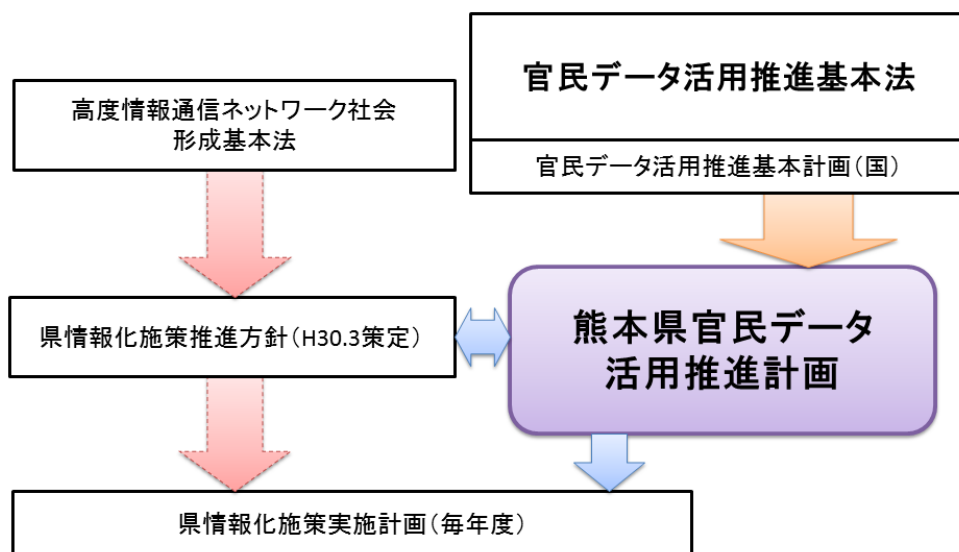 高度情報通信ネットワーク社会
形成基本法
官民データ活用推進基本法
官民データ活用推進基本計画(国)
県情報化施策推進方針(H30.3策定)
熊本県官民データ
活用推進計画
県情報化施策実施計画(毎年度)